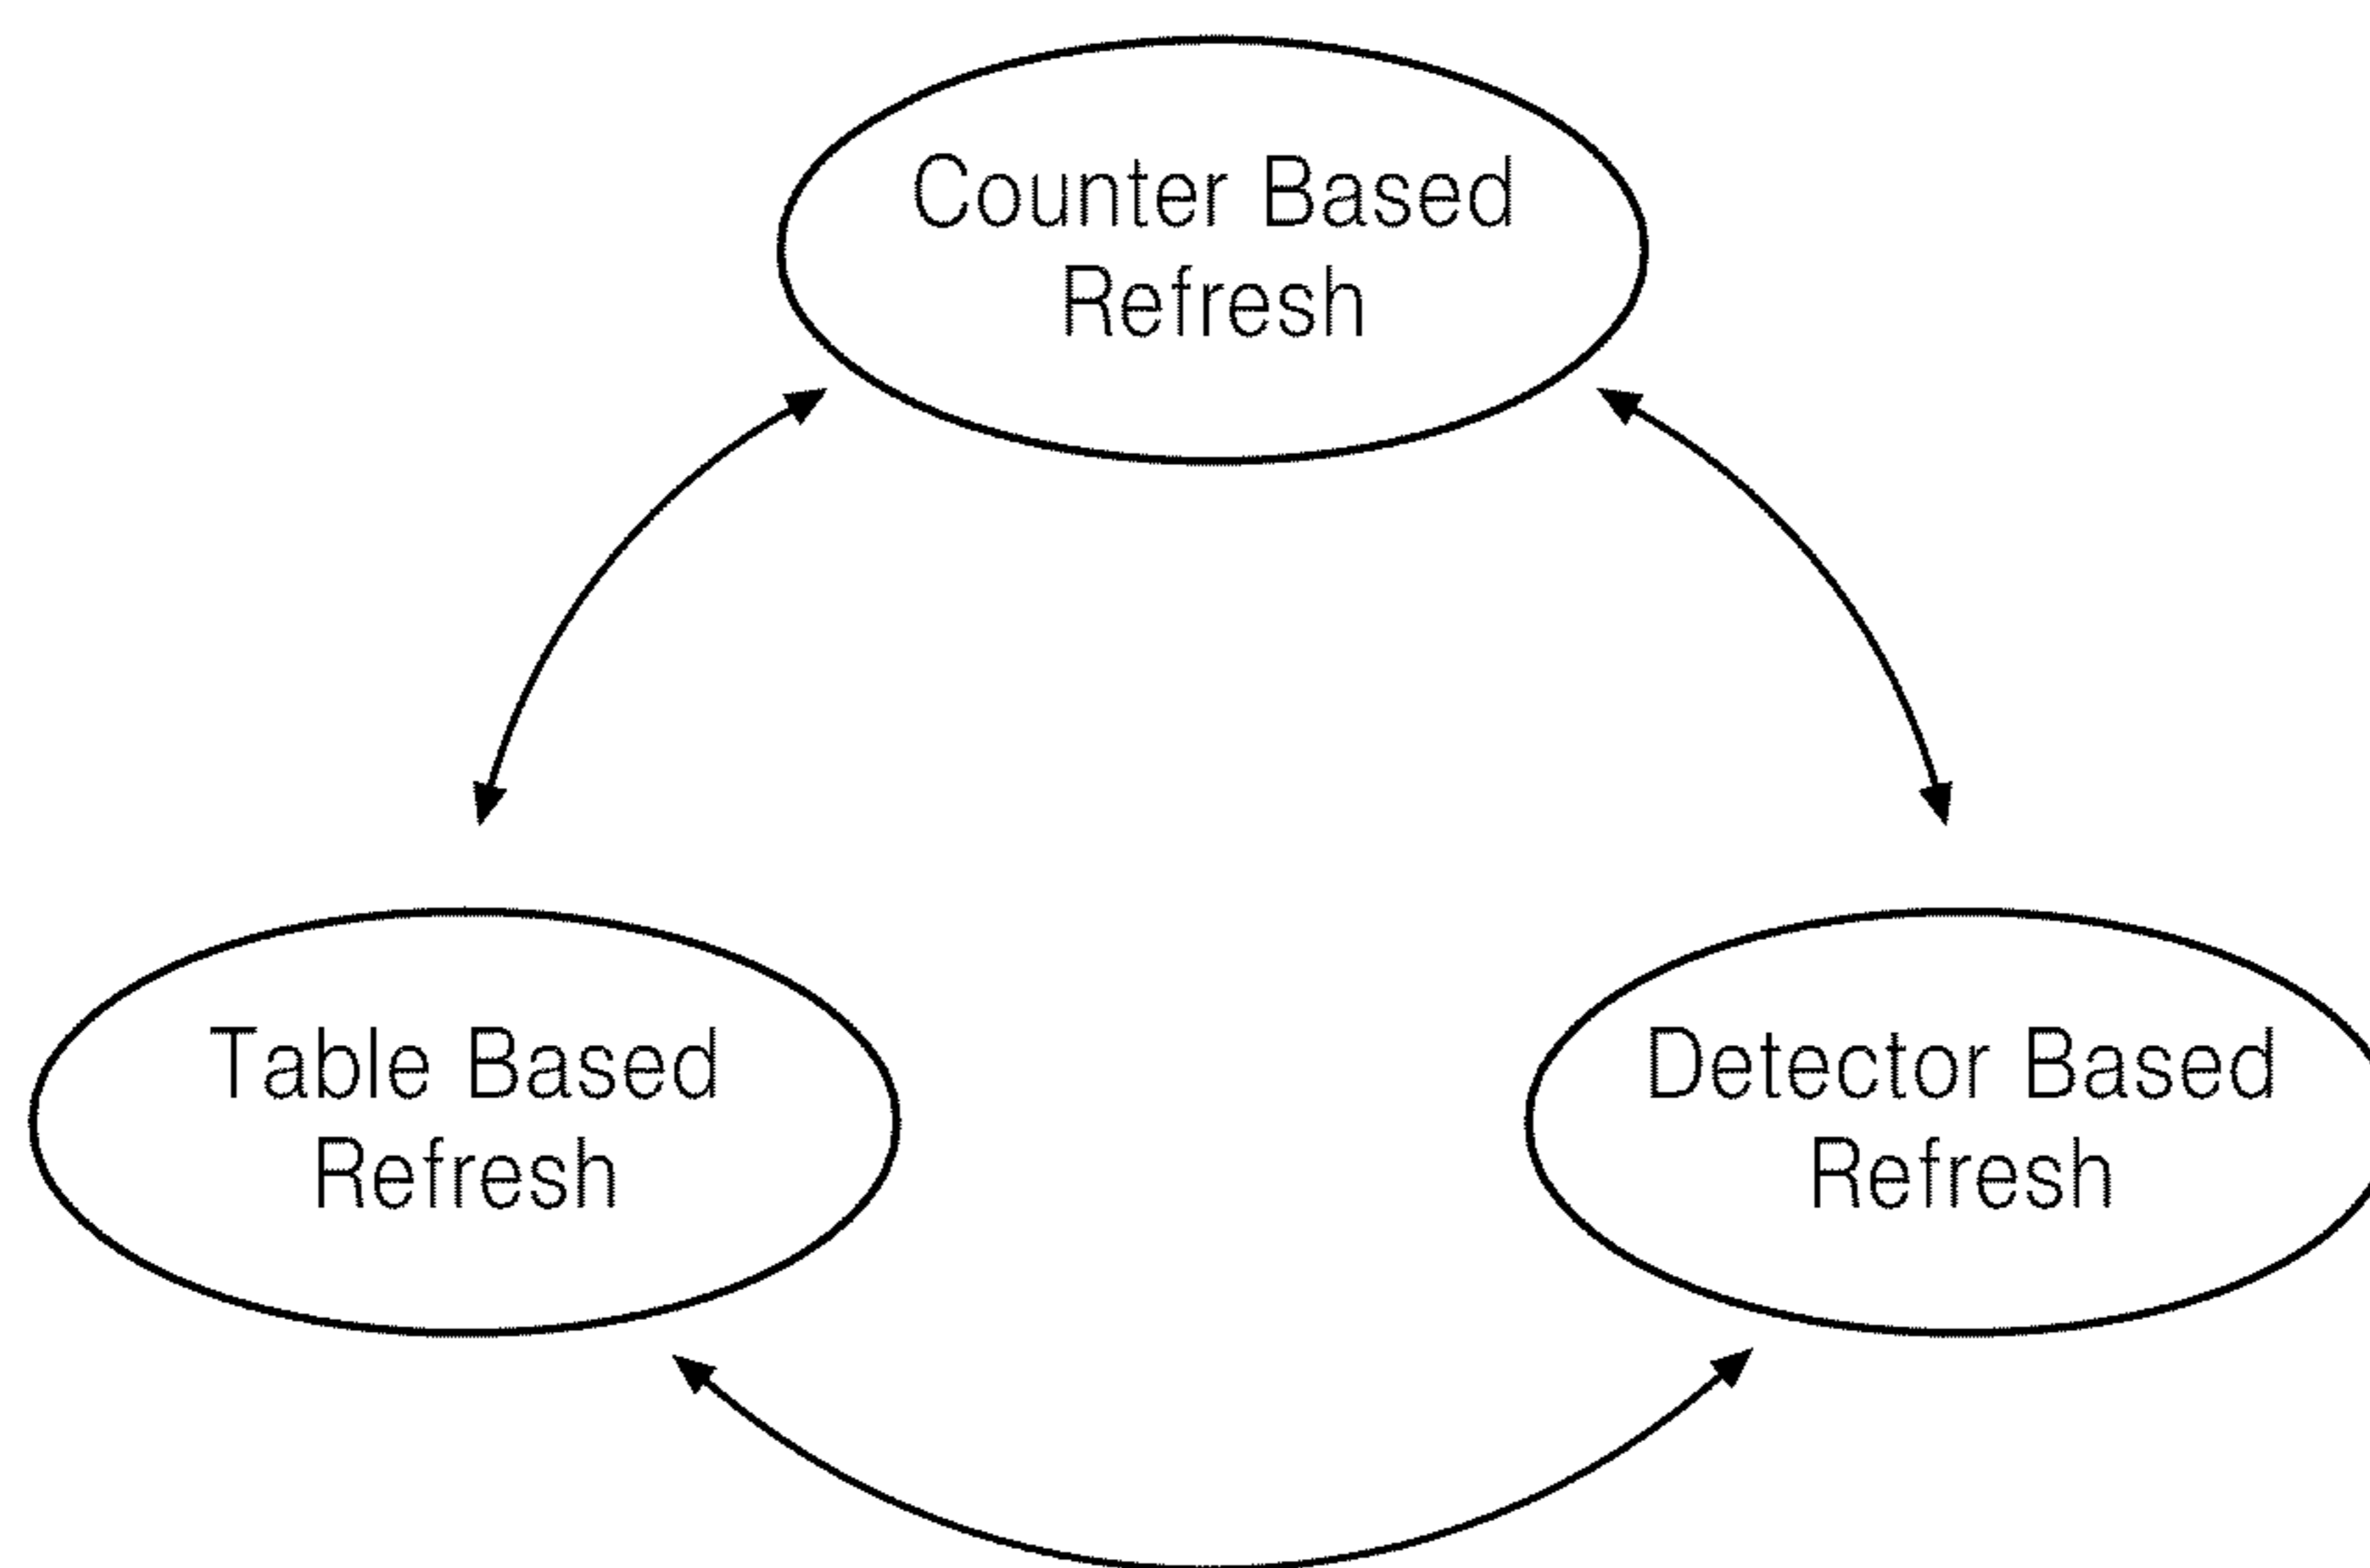 Counter Based
Refresh
Table Based
Refresh
Detector Based
Refresh